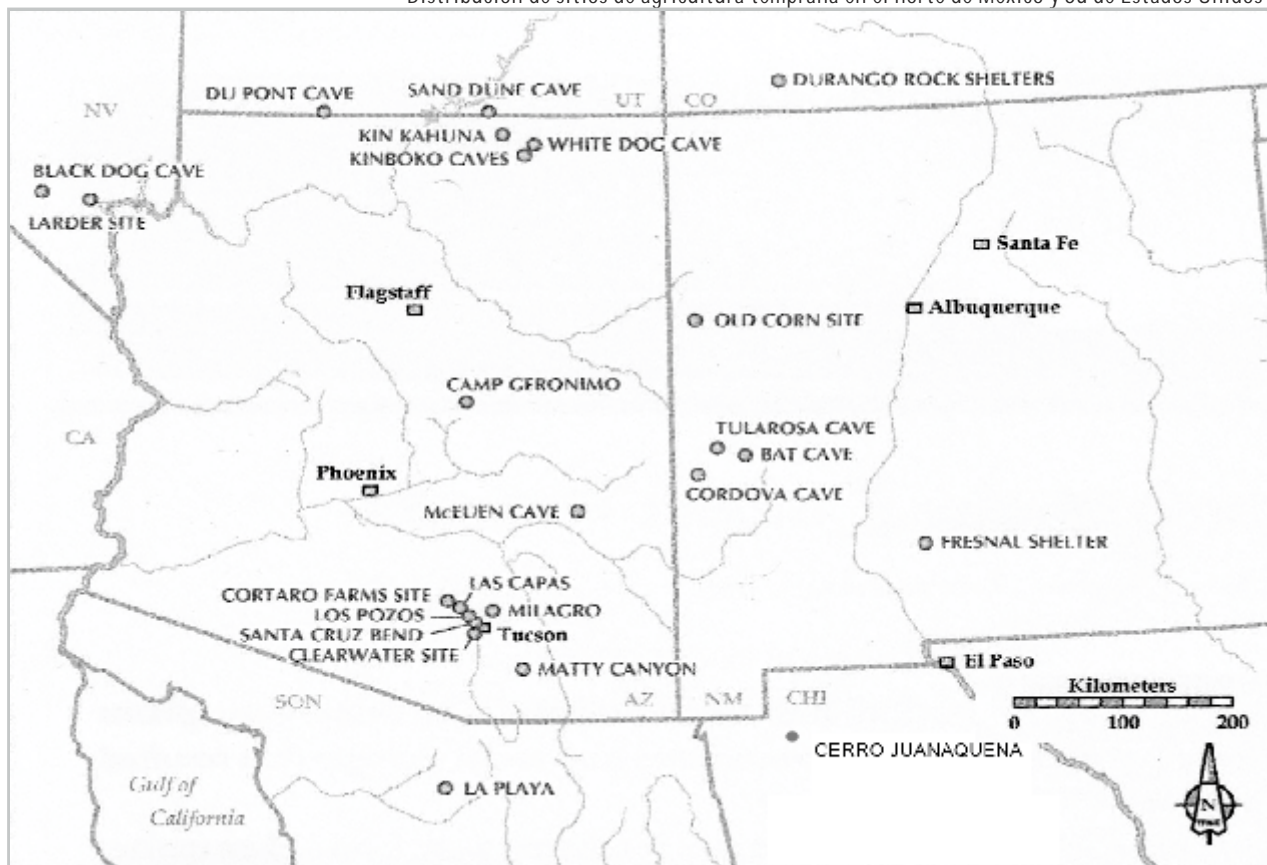 Distribución de sitios de agricultura temprana en el norte de México y Su de Estados Unidos
DURANGO ROCK SHELTERS
NV
DU PONT CAVE
SAND DUNE CAVE
UT
CO
KIN KAHUNA
WHITE DOG CAVE
KINBOKO CAVES
BLACK DOG CAVE
LARDER SITE
Santa Fe
Flagstaff
Albuquerque
OLD CORN SITE
CAMP GERONIMO
CA
TULAROSA CAVE
BAT CAVE
Phoenix
CORDOVA CAVE
McEUEN CAVE
FRESNAL SHELTER
LAS CAPAS
CORTARO FARMS SITE
LOS POZOS
MILAGRO
SANTA CRUZ BEND
Tucson
CLEARWATER SITE
MATTY CANYON
El Paso
SON
AZ
NM
CHI
Kilometers
0 100 200
CERRO JUANAQUENA
Gulf of
California
LA PLAYA
N